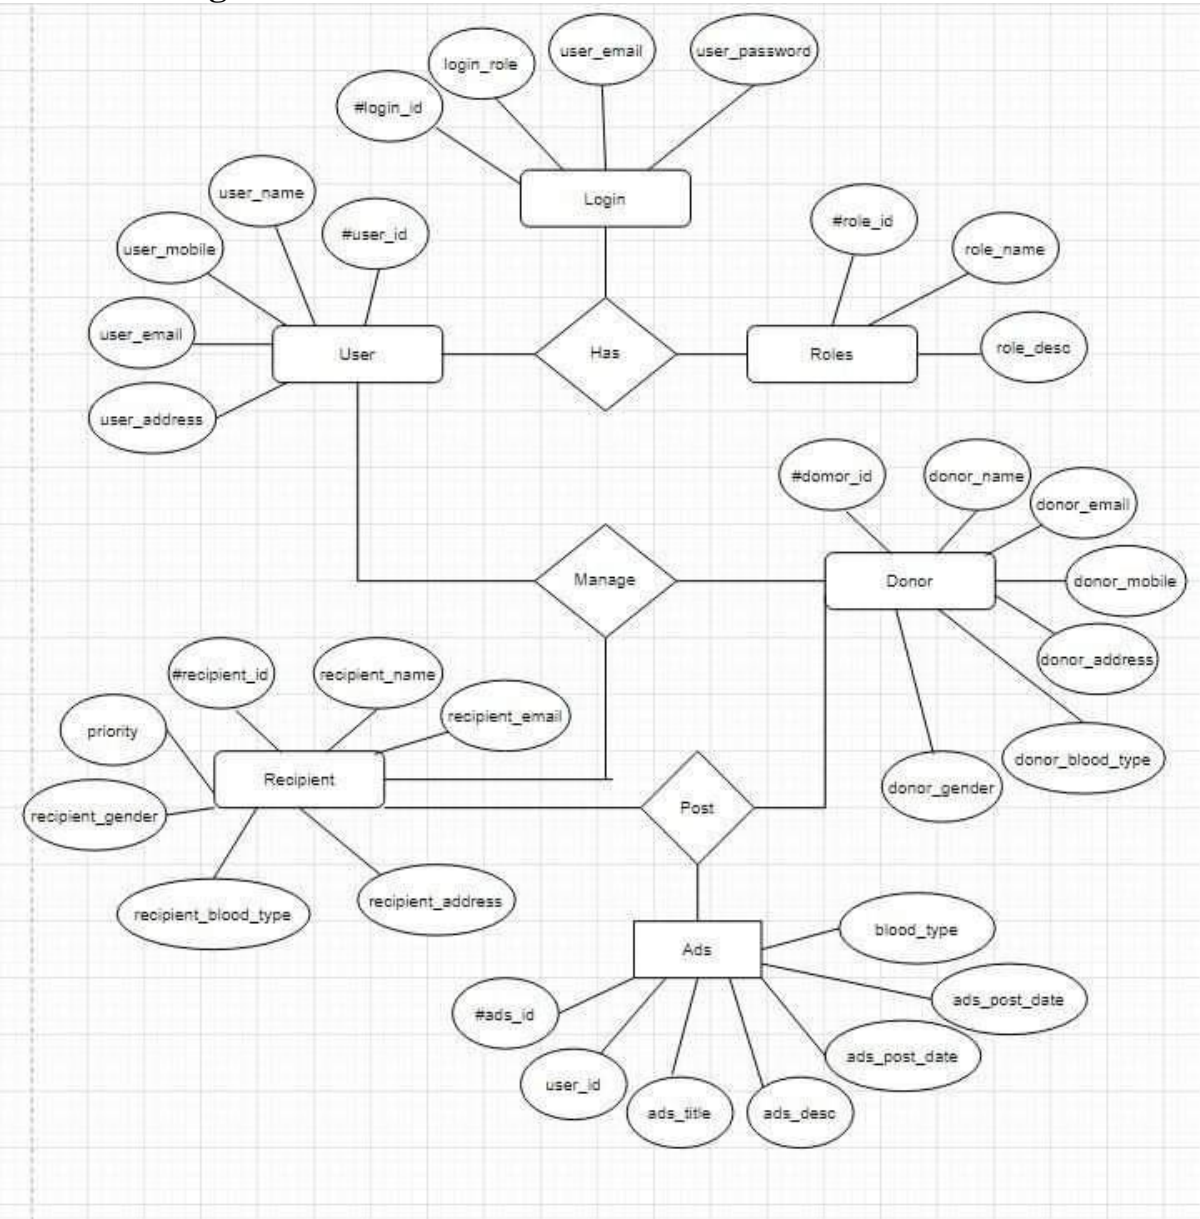 user_email
user_password
login_role
#login_id
Login
user_name
#role_id
#user_id
role_name
user_mobile
user_email
User
Has
Roles
role_desc
user_address
#domor_id
donor_name
donor_email
Manage
Donor
donor_mobile
donor_address
#recipient_id
recipient_name
recipient_email
priority
donor_blood_type
Recipient
donor_gender
Post
recipient_gender
recipient_address
recipient_blood_type
blood_type
Ads
ads_post_date
#ads_id
ads_post_date
user_id
ads_title
ads_desc